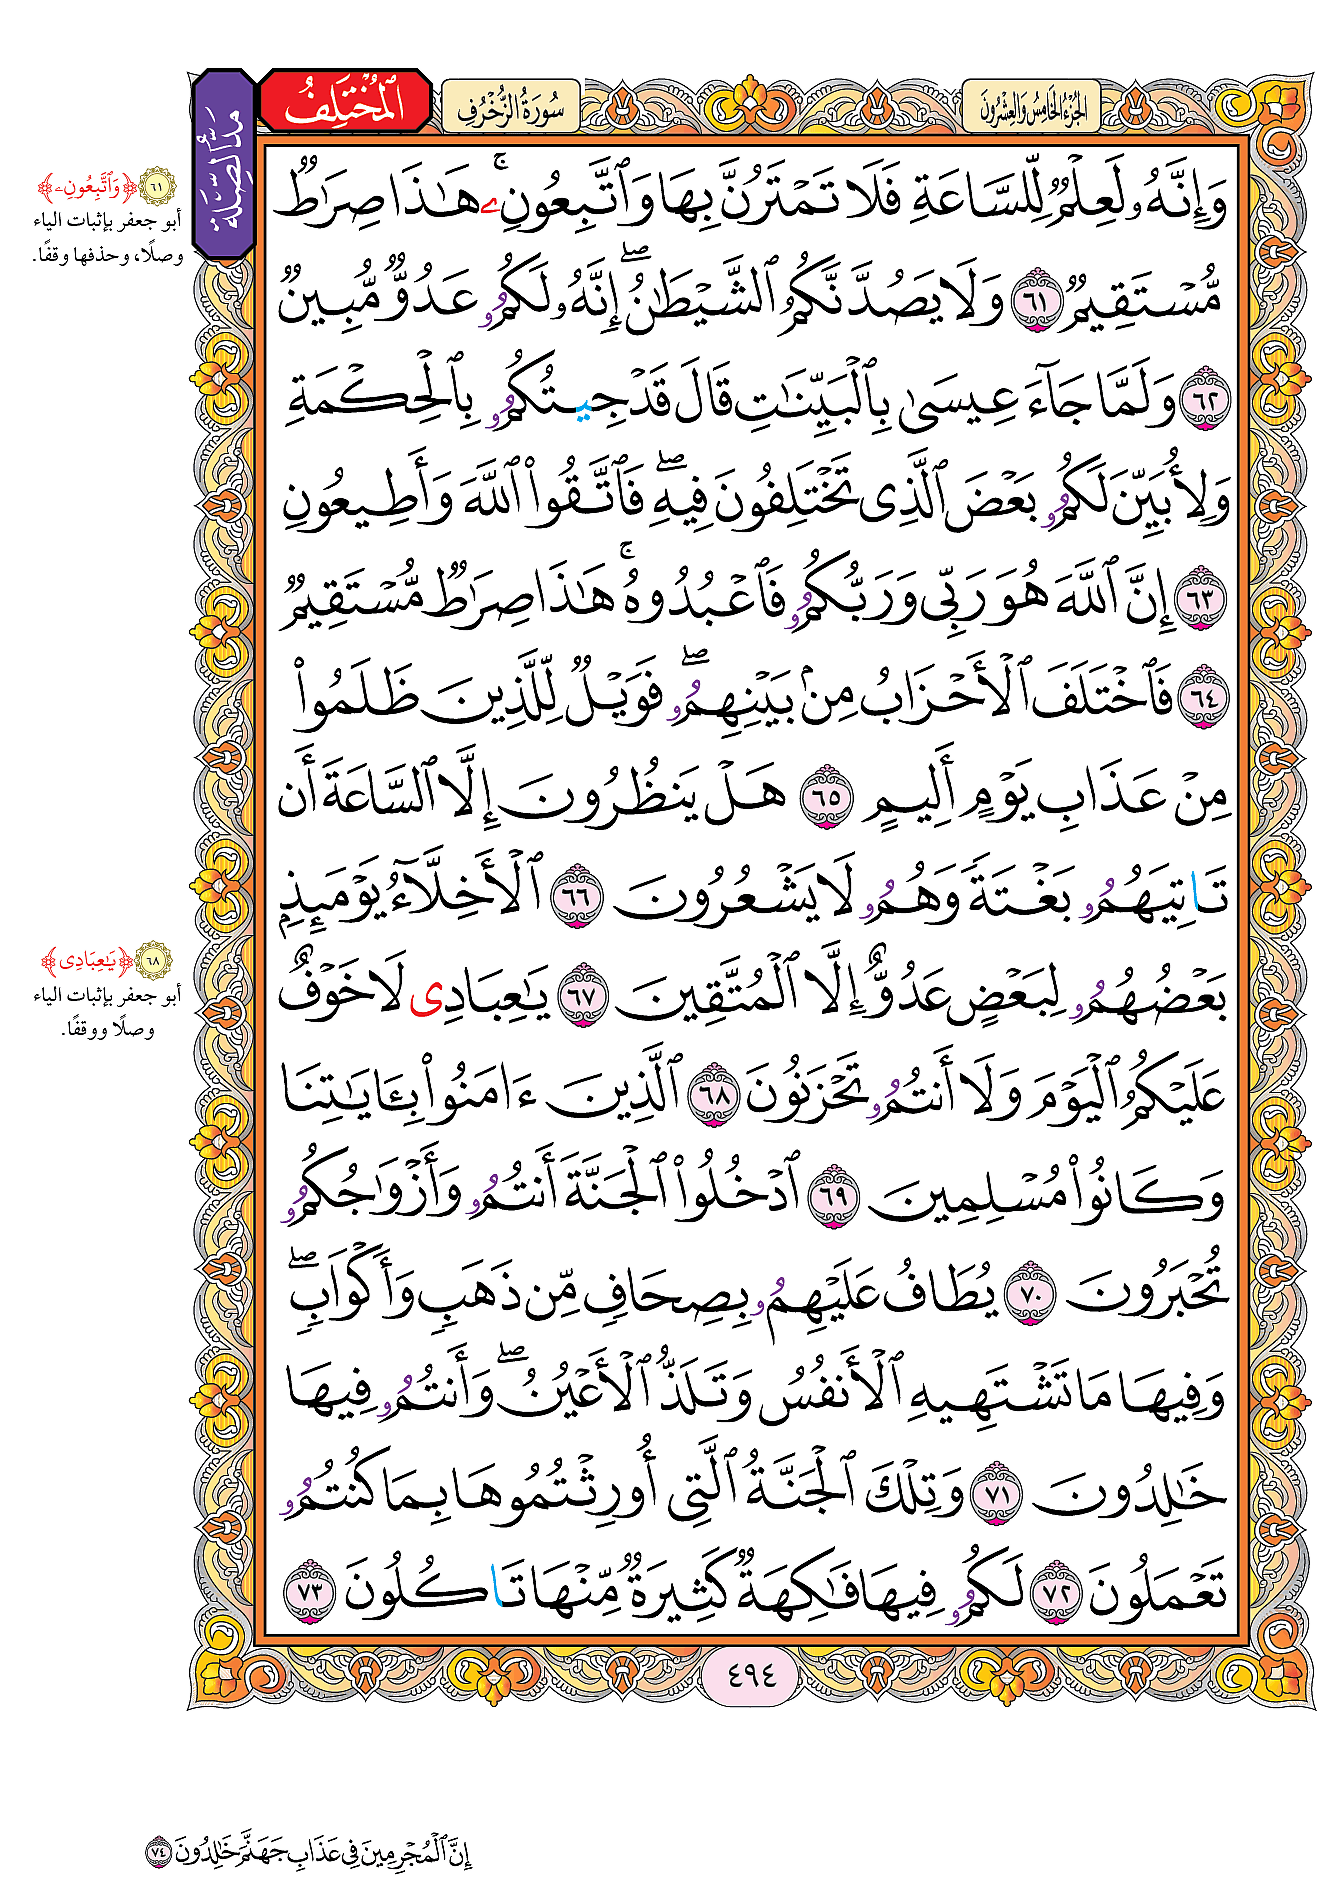 الجُزْءُ الخَامِسُ وَالعِشْرُونَ
سُورَةُ الزُّخْرُفِ
المُخْتَلِفُ
مَدُّ الصِّلَةِ
وَإِنَّهُۥ لَعِلْمٌ لِّلسَّاعَةِ فَلَا تَمْتَرُنَّ بِهَا وَٱتَّبِعُونِۦۚ هَٰذَا صِرَٰطٌ
مُّسْتَقِيمٌ ٦١ وَلَا يَصُدَّنَّكُمُ ٱلشَّيْطَٰنُۖ إِنَّهُۥ لَكُمُۥ عَدُوٌّ مُّبِينٌ
٦٢ وَلَمَّا جَآءَ عِيسَىٰ بِٱلْبَيِّنَٰتِ قَالَ قَدْ جِيتُكُمُۥ بِٱلْحِكْمَةِ
وَلِأُبَيِّنَ لَكُمُۥ بَعْضَ ٱلَّذِى تَخْتَلِفُونَ فِيهِۖ فَٱتَّقُوا۟ ٱللَّهَ وَأَطِيعُونِ
٦٣ إِنَّ ٱللَّهَ هُوَ رَبِّى وَرَبُّكُمُۥ فَٱعْبُدُوهُۚ هَٰذَا صِرَٰطٌ مُّسْتَقِيمٌ
٦٤ فَٱخْتَلَفَ ٱلْأَحْزَابُ مِنۢ بَيْنِهِمُۥۖ فَوَيْلٌ لِّلَّذِينَ ظَلَمُوا۟
مِنْ عَذَابِ يَوْمٍ أَلِيمٍ ٦٥ هَلْ يَنظُرُونَ إِلَّا ٱلسَّاعَةَ أَن
تَاتِيَهُمُۥ بَغْتَةً وَهُمُۥ لَا يَشْعُرُونَ ٦٦ ٱلْأَخِلَّآءُ يَوْمَئِذٍۭ
بَعْضُهُمُۥ لِبَعْضٍ عَدُوٌّ إِلَّا ٱلْمُتَّقِينَ ٦٧ يَٰعِبَادِى لَا خَوْفٌ
عَلَيْكُمُ ٱلْيَوْمَ وَلَا أَنتُمُۥ تَحْزَنُونَ ٦٨ ٱلَّذِينَ ءَامَنُوا۟ بِـَٔايَٰتِنَا
وَكَانُوا۟ مُسْلِمِينَ ٦٩ ٱدْخُلُوا۟ ٱلْجَنَّةَ أَنتُمُۥ وَأَزْوَٰجُكُمُۥ
تُحْبَرُونَ ٧٠ يُطَافُ عَلَيْهِمُۥ بِصِحَافٍ مِّن ذَهَبٍ وَأَكْوَابٍۖ
وَفِيهَا مَا تَشْتَهِيهِ ٱلْأَنفُسُ وَتَلَذُّ ٱلْأَعْيُنُۖ وَأَنتُمُۥ فِيهَا
خَٰلِدُونَ ٧١ وَتِلْكَ ٱلْجَنَّةُ ٱلَّتِى أُورِثْتُمُوهَا بِمَا كُنتُمُۥ
تَعْمَلُونَ ٧٢ لَكُمُۥ فِيهَا فَٰكِهَةٌ كَثِيرَةٌ مِّنْهَا تَاكُلُونَ ٧٣
٦١ ﴿وَٱتَّبِعُونِۦ﴾
أبو جعفر بإثبات الياء
وصلًا، وحذفها وقفًا.
٦٨ ﴿يَٰعِبَادِى﴾
أبو جعفر بإثبات الياء
وصلًا ووقفًا.
٤٩٤
إِنَّ ٱلْمُجْرِمِينَ فِى عَذَابِ جَهَنَّمَ خَٰلِدُونَ ٧٤